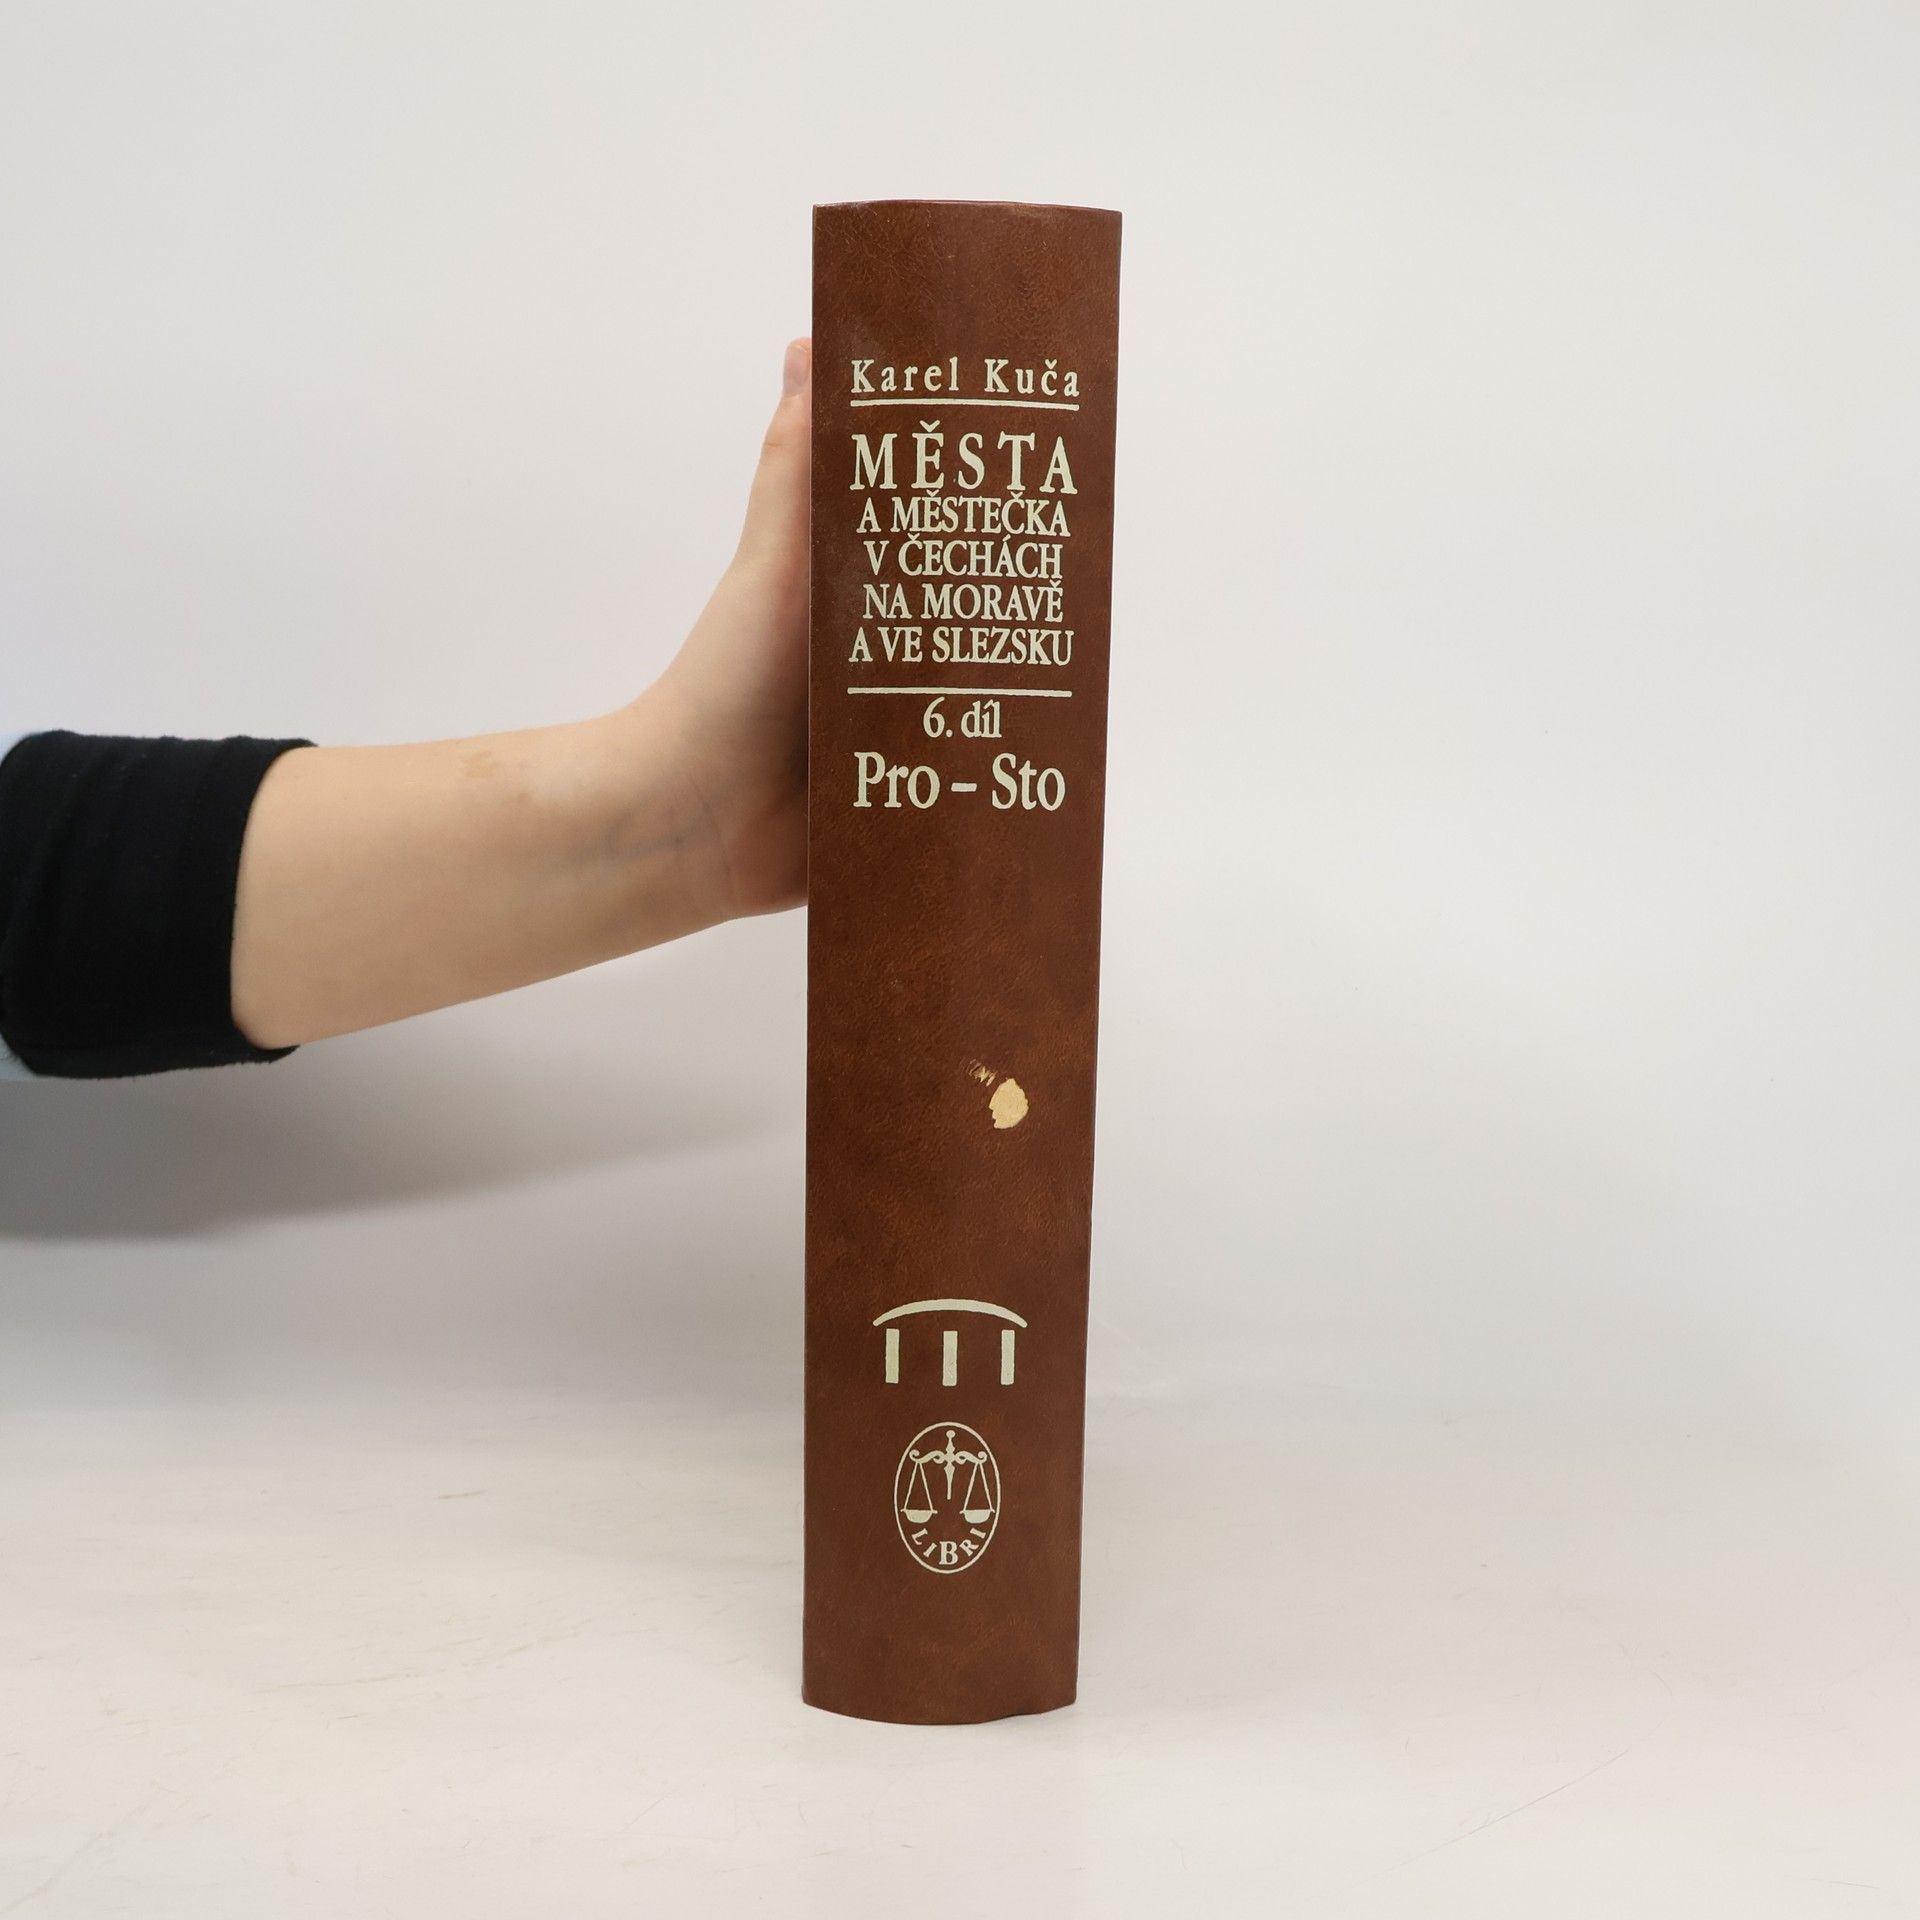 Karel Kuča
MĚSTA
A MĚSTEČKA
V ČECHÁCH
NA MORAVĚ
A VE SLEZSKU
6. díl
Pro – Sto
LIBRI